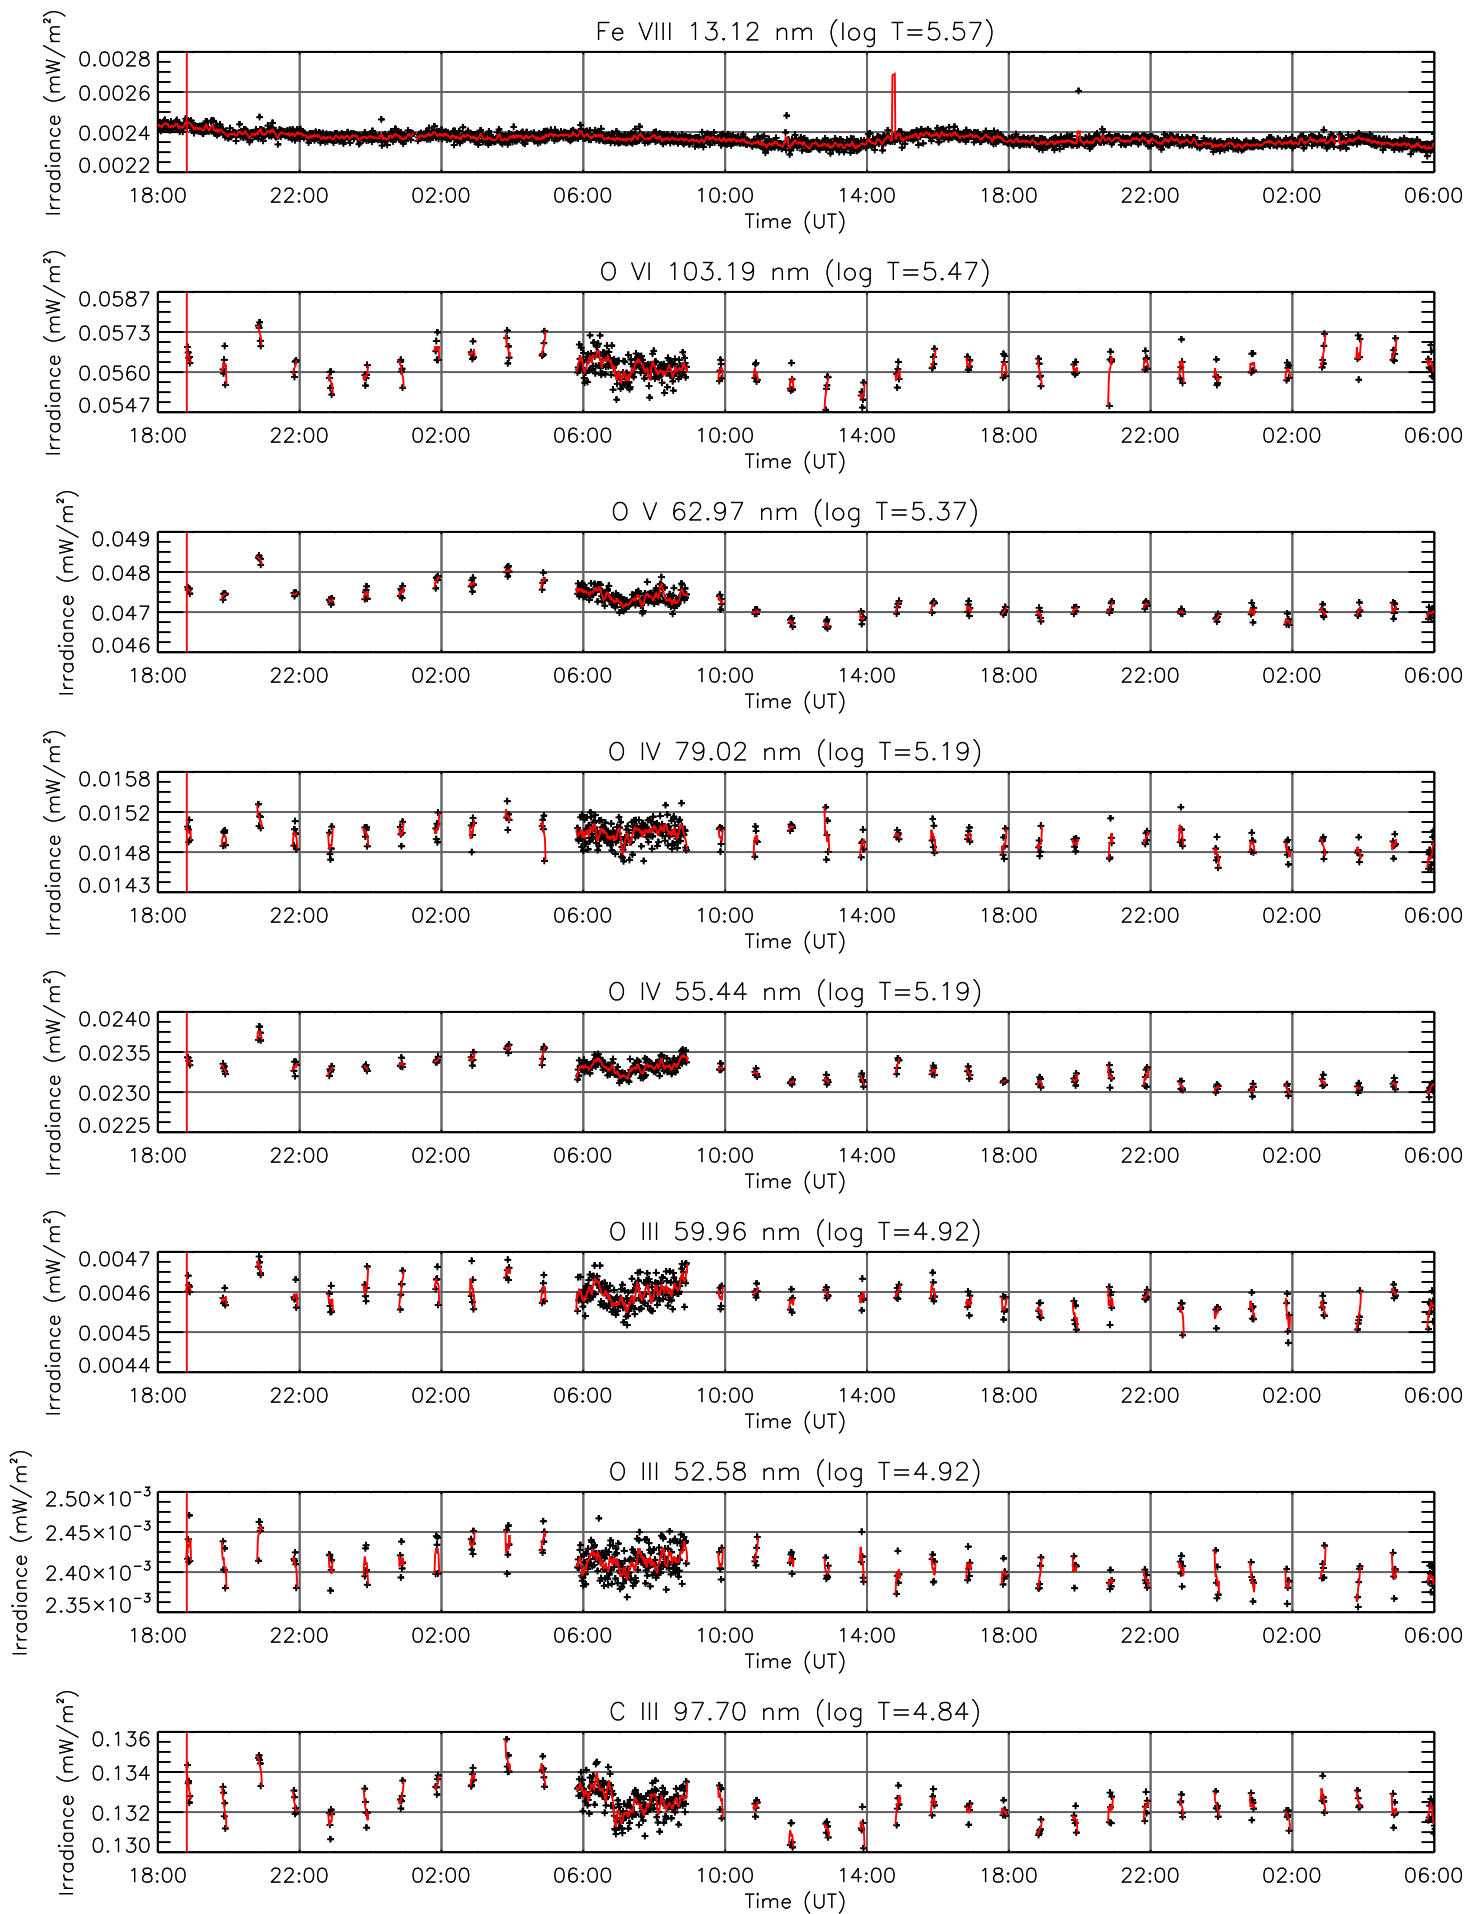 Fe VIII 13.12 nm (log T=5.57)
Irradiance (mW/m²)
0.0028
0.0026
0.0024
0.0022
18:00 22:00 02:00 06:00 10:00 14:00 18:00 22:00 02:00 06:00
Time (UT)
O VI 103.19 nm (log T=5.47)
Irradiance (mW/m²)
0.0587
0.0573
0.0560
0.0547
18:00 22:00 02:00 06:00 10:00 14:00 18:00 22:00 02:00 06:00
Time (UT)
O V 62.97 nm (log T=5.37)
Irradiance (mW/m²)
0.049
0.048
0.047
0.046
18:00 22:00 02:00 06:00 10:00 14:00 18:00 22:00 02:00 06:00
Time (UT)
O IV 79.02 nm (log T=5.19)
Irradiance (mW/m²)
0.0158
0.0152
0.0148
0.0143
18:00 22:00 02:00 06:00 10:00 14:00 18:00 22:00 02:00 06:00
Time (UT)
O IV 55.44 nm (log T=5.19)
Irradiance (mW/m²)
0.0240
0.0235
0.0230
0.0225
18:00 22:00 02:00 06:00 10:00 14:00 18:00 22:00 02:00 06:00
Time (UT)
O III 59.96 nm (log T=4.92)
Irradiance (mW/m²)
0.0047
0.0046
0.0045
0.0044
18:00 22:00 02:00 06:00 10:00 14:00 18:00 22:00 02:00 06:00
Time (UT)
O III 52.58 nm (log T=4.92)
Irradiance (mW/m²)
2.50×10⁻³
2.45×10⁻³
2.40×10⁻³
2.35×10⁻³
18:00 22:00 02:00 06:00 10:00 14:00 18:00 22:00 02:00 06:00
Time (UT)
C III 97.70 nm (log T=4.84)
Irradiance (mW/m²)
0.136
0.134
0.132
0.130
18:00 22:00 02:00 06:00 10:00 14:00 18:00 22:00 02:00 06:00
Time (UT)